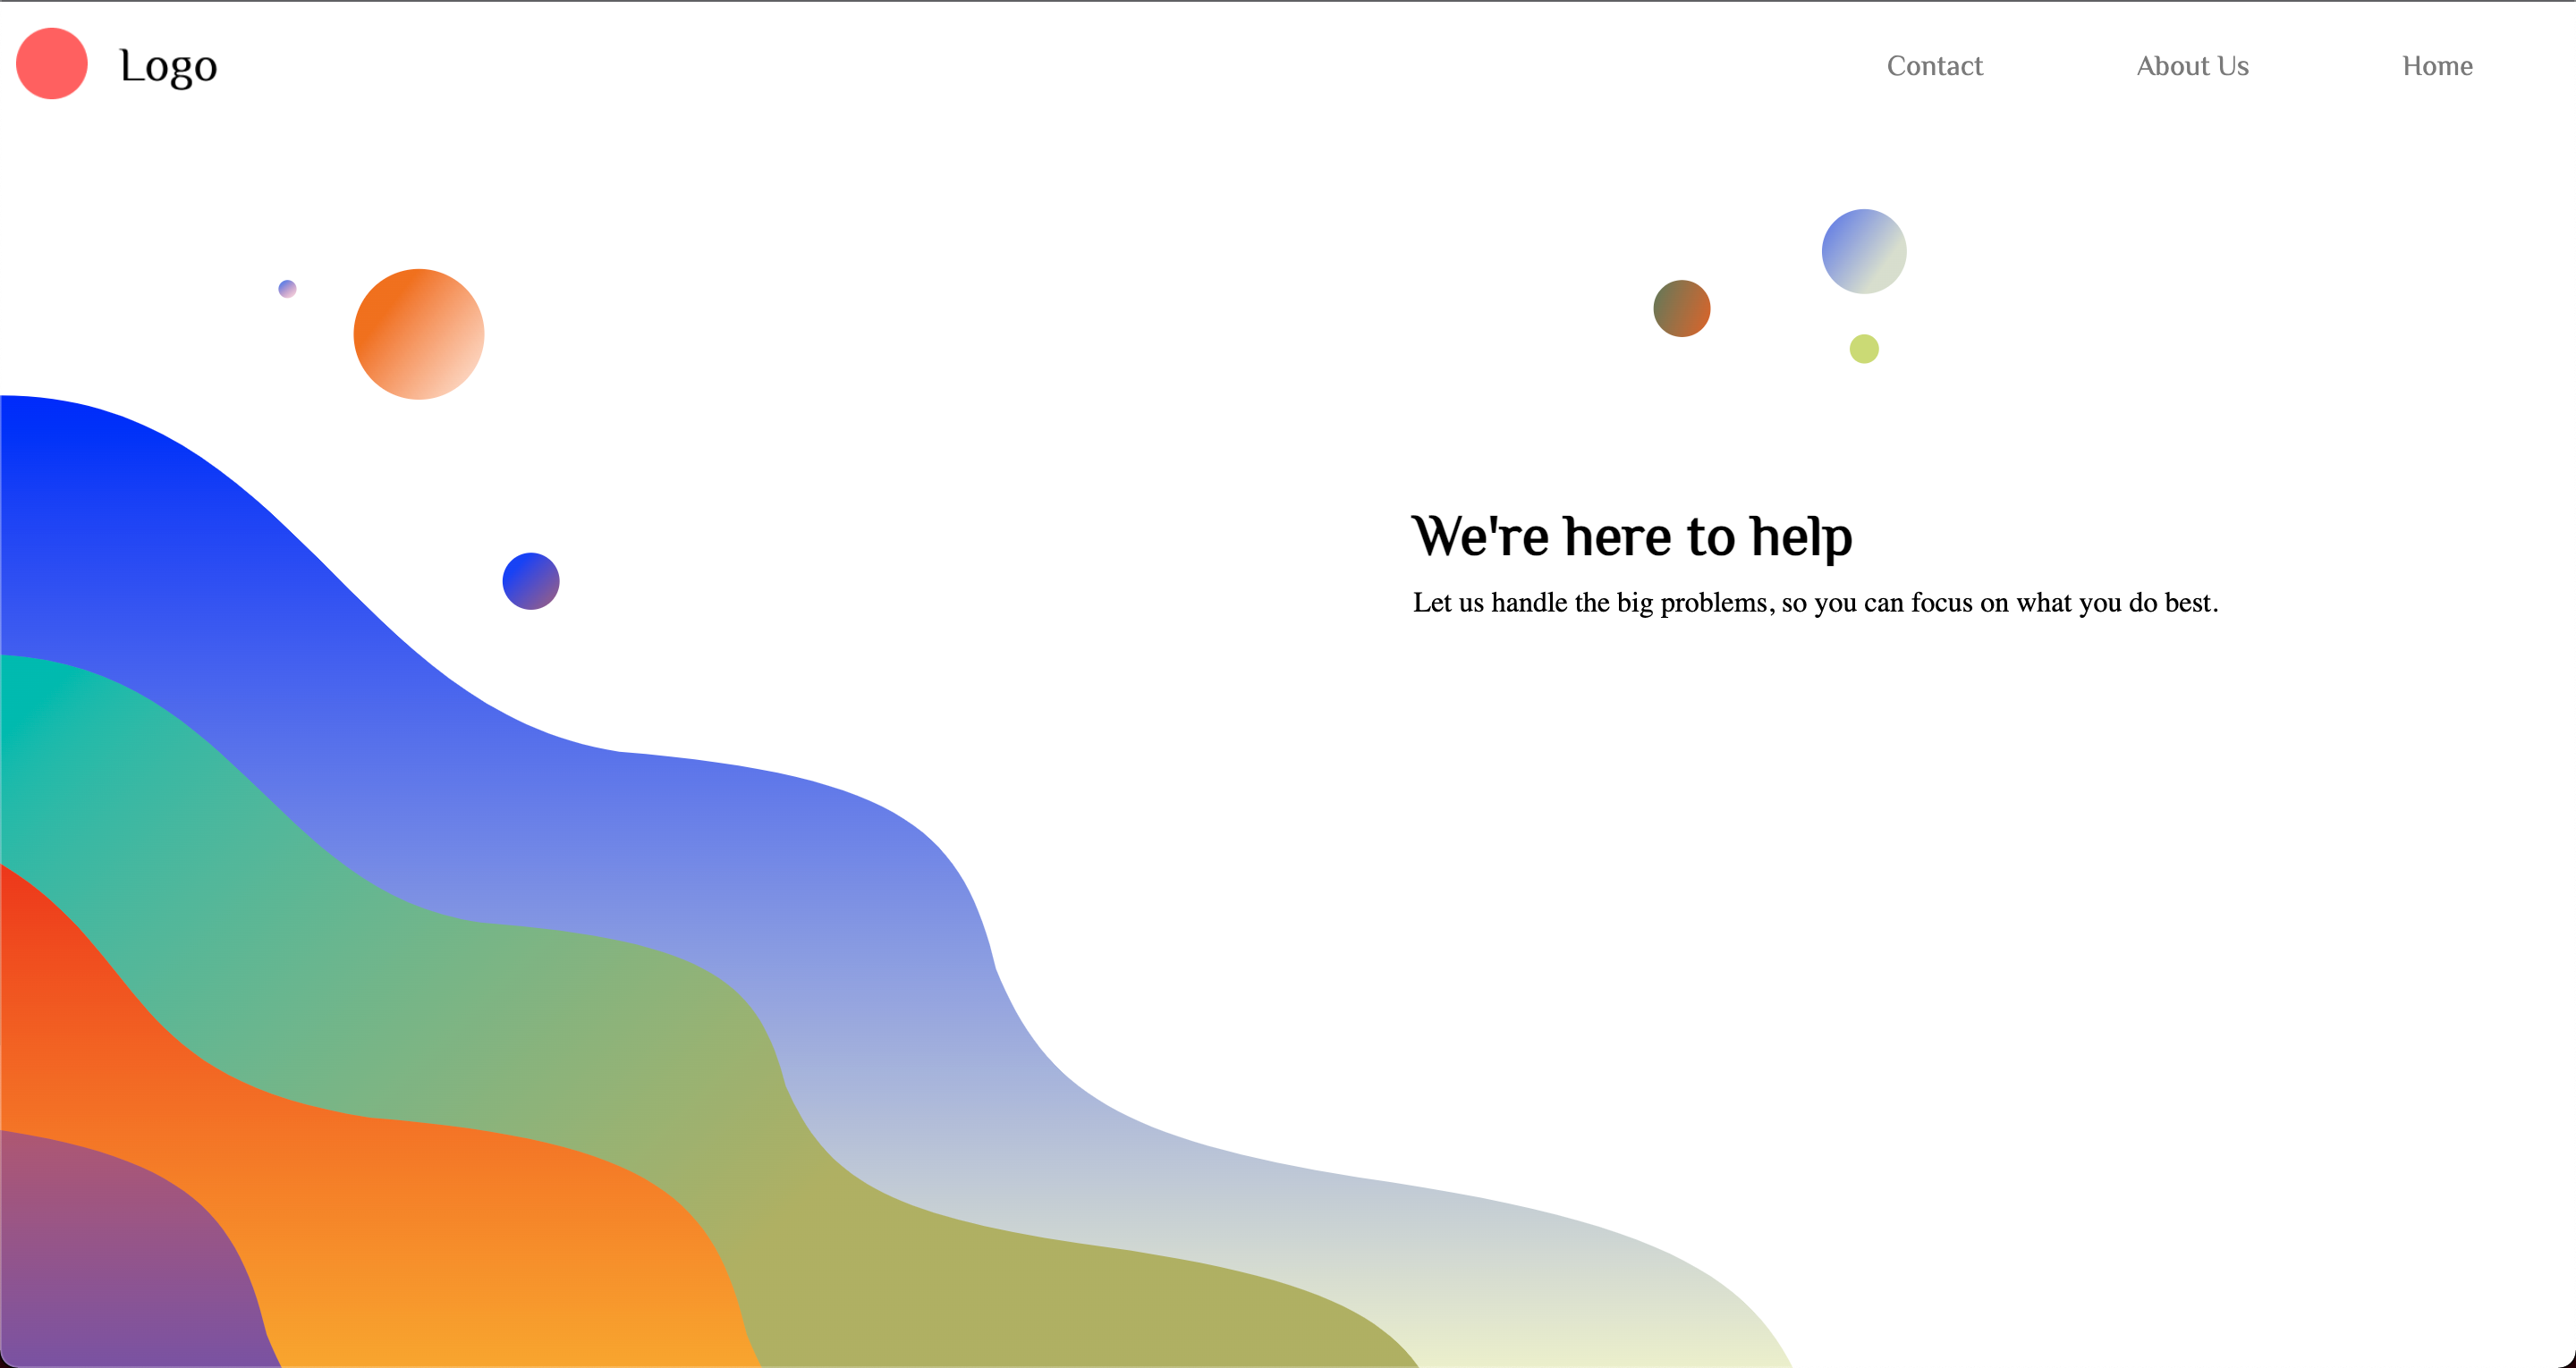 Logo
Contact About Us Home
We're here to help
Let us handle the big problems, so you can focus on what you do best.